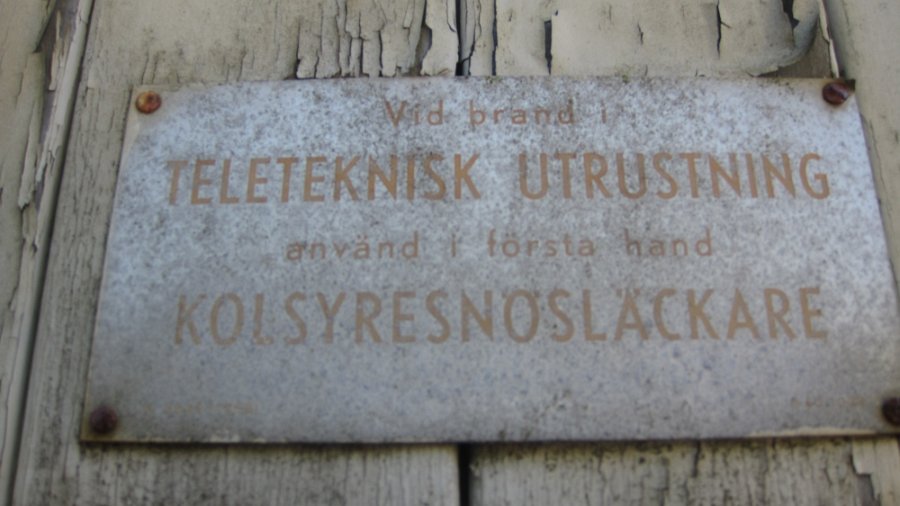 Vid brand i
TELETEKNISK UTRUSTNING
använd i första hand
KOLSYRESNÖSLÄCKARE